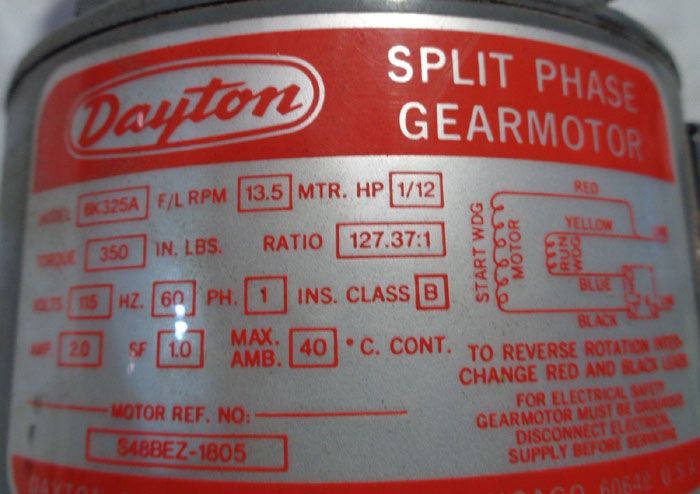 Dayton
SPLIT PHASE
GEARMOTOR
MODEL 6K325A F/L RPM 13.5 MTR. HP 1/12
TORQUE 350 IN. LBS. RATIO 127.37:1
VOLTS 115 HZ. 60 PH. 1 INS. CLASS B
AMP 2.0 SF 1.0 MAX. AMB. 40 °C. CONT.
MOTOR REF. NO:
S48BEZ-1805
START WDG
MOTOR
RED
YELLOW
RUN
WDG
BLUE
BLACK
TO REVERSE ROTATION INTER-
CHANGE RED AND BLACK LEADS
FOR ELECTRICAL SAFETY
GEARMOTOR MUST BE GROUNDED
DISCONNECT ELECTRICAL
SUPPLY BEFORE SERVICING
60648 U.S.